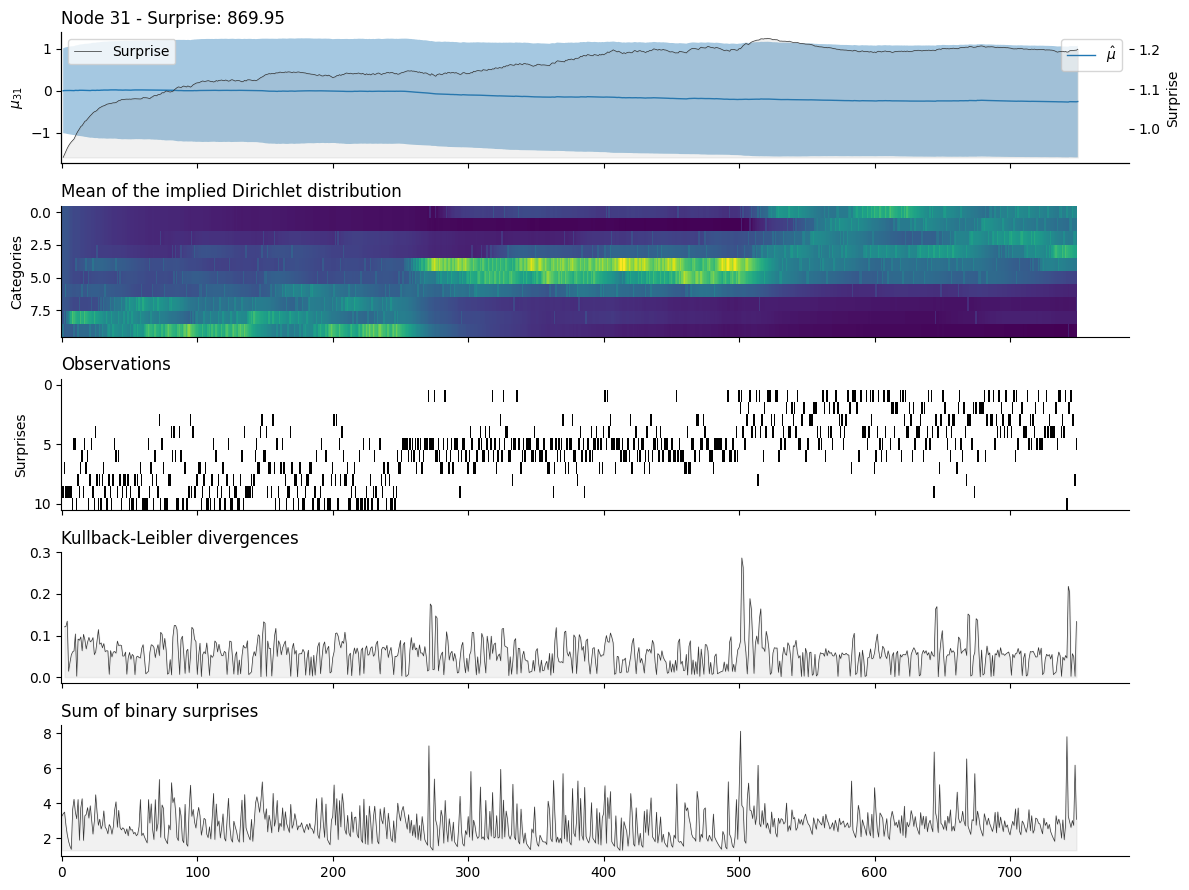 Node 31 - Surprise: 869.95
1
0
−1
μ31
Surprise
μ̂
1.2
1.1
1.0
Surprise
Mean of the implied Dirichlet distribution
0.0
2.5
5.0
7.5
Categories
Observations
0
5
10
Surprises
Kullback-Leibler divergences
0.3
0.2
0.1
0.0
Sum of binary surprises
8
6
4
2
0 100 200 300 400 500 600 700